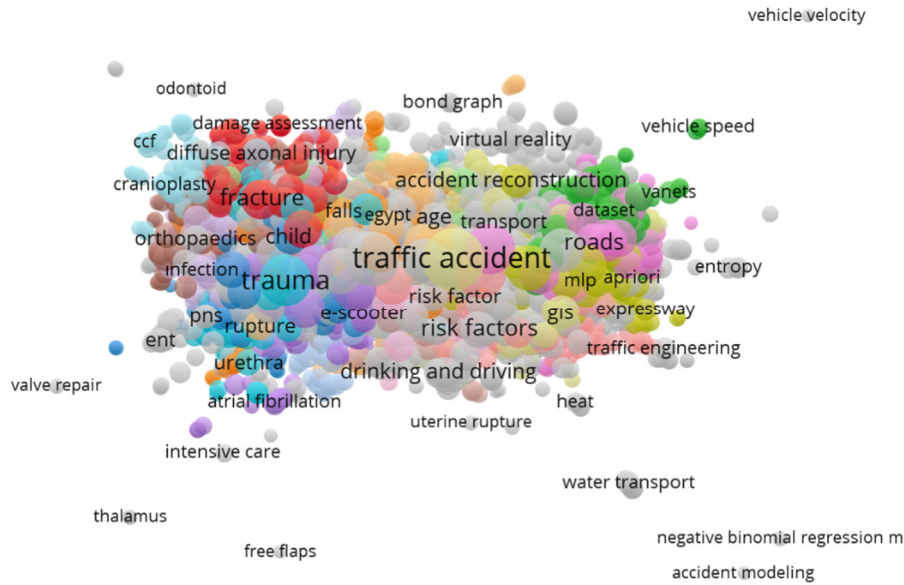 vehicle velocity
odontoid
bond graph
damage assessment
vehicle speed
ccf
virtual reality
diffuse axonal injury
cranioplasty
accident reconstruction
vanets
fracture
falls
egypt
age
transport
dataset
orthopaedics
child
roads
traffic accident
infection
trauma
mlp
apriori
entropy
risk factor
pns
e-scooter
gis
expressway
rupture
risk factors
ent
traffic engineering
urethra
drinking and driving
valve repair
atrial fibrillation
heat
uterine rupture
intensive care
water transport
thalamus
negative binomial regression m
free flaps
accident modeling